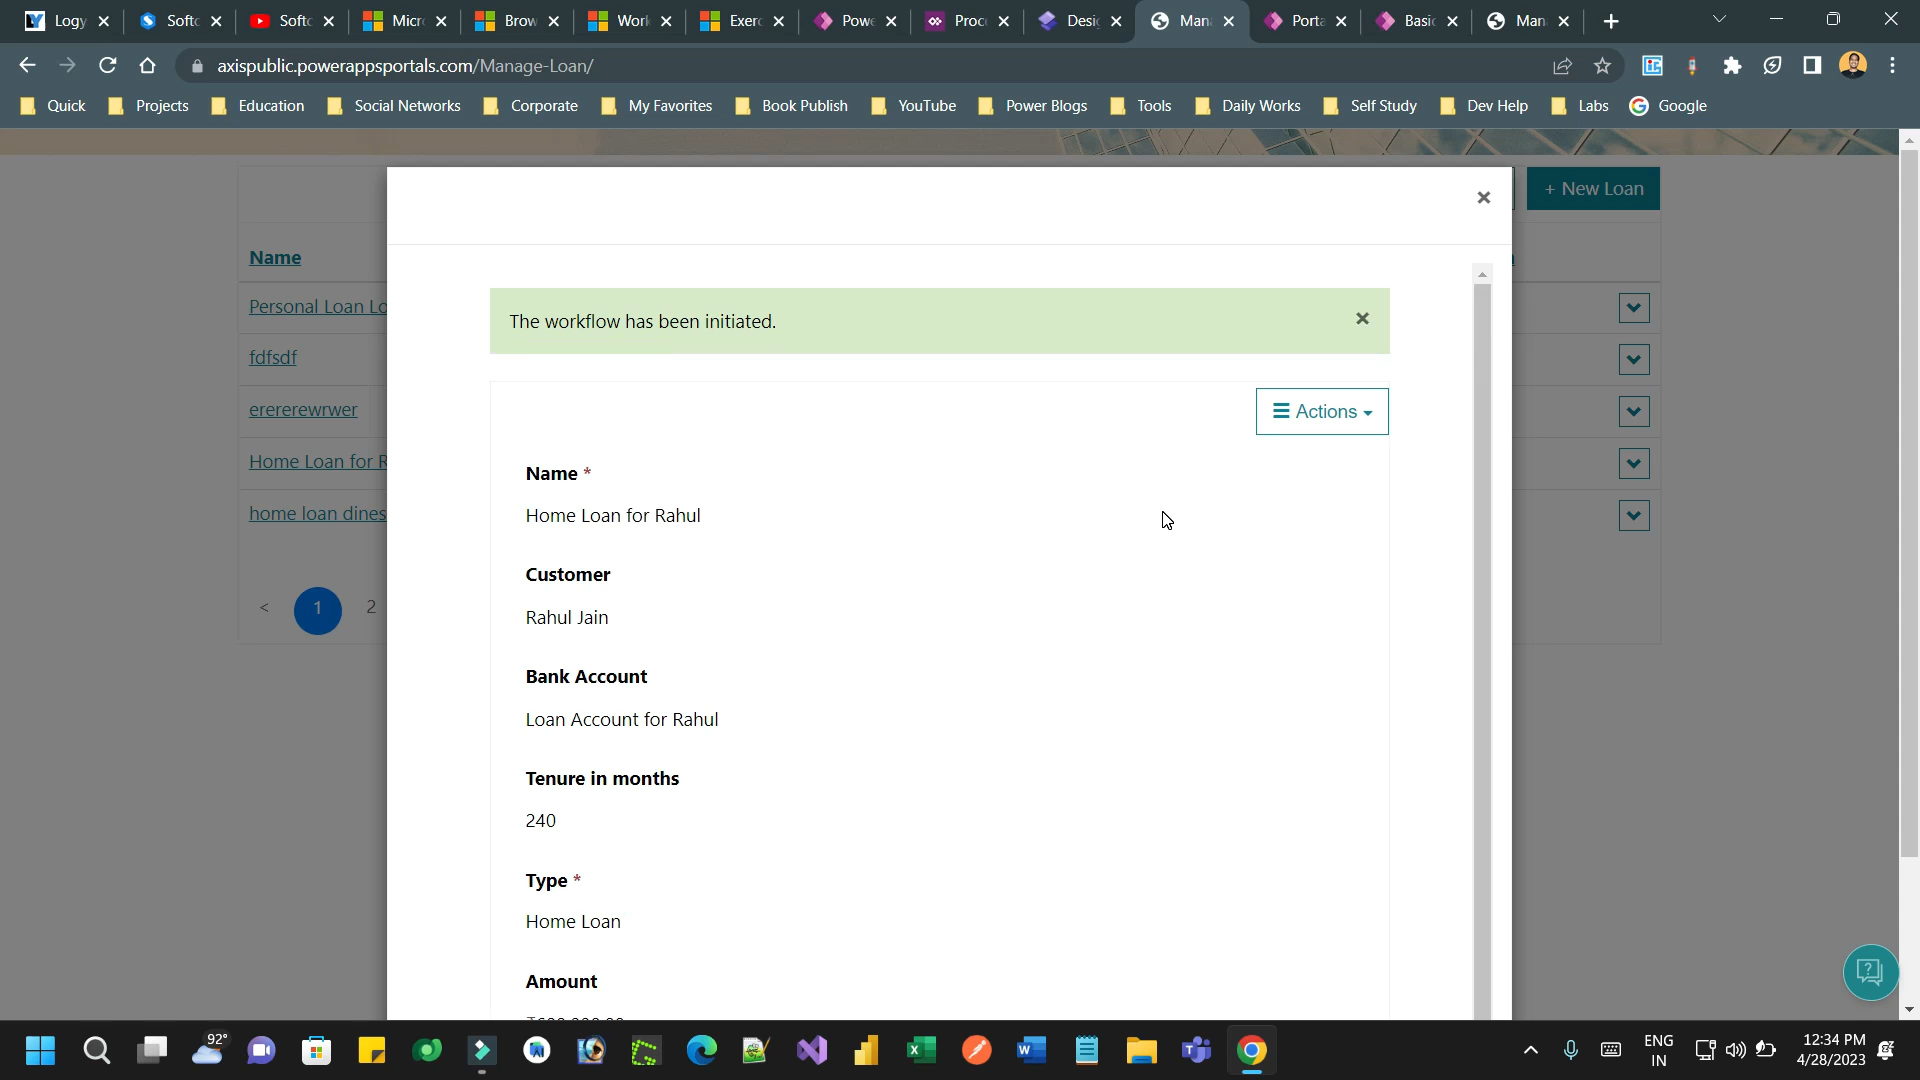 Logy
Softc
Softc
Micr
Brow
Work
Exerc
Powe
Proc
Desig
Man
Porta
Basic
Man
axispublic.powerappsportals.com/Manage-Loan/
Quick
Projects
Education
Social Networks
Corporate
My Favorites
Book Publish
YouTube
Power Blogs
Tools
Daily Works
Self Study
Dev Help
Labs
Google
+ New Loan
Name
Personal Loan Lo
fdfsdf
erererewrwer
Home Loan for R
home loan dines
< 1 2
The workflow has been initiated.
Actions
Name *
Home Loan for Rahul
Customer
Rahul Jain
Bank Account
Loan Account for Rahul
Tenure in months
240
Type *
Home Loan
Amount
92°
ENG
IN
12:34 PM
4/28/2023